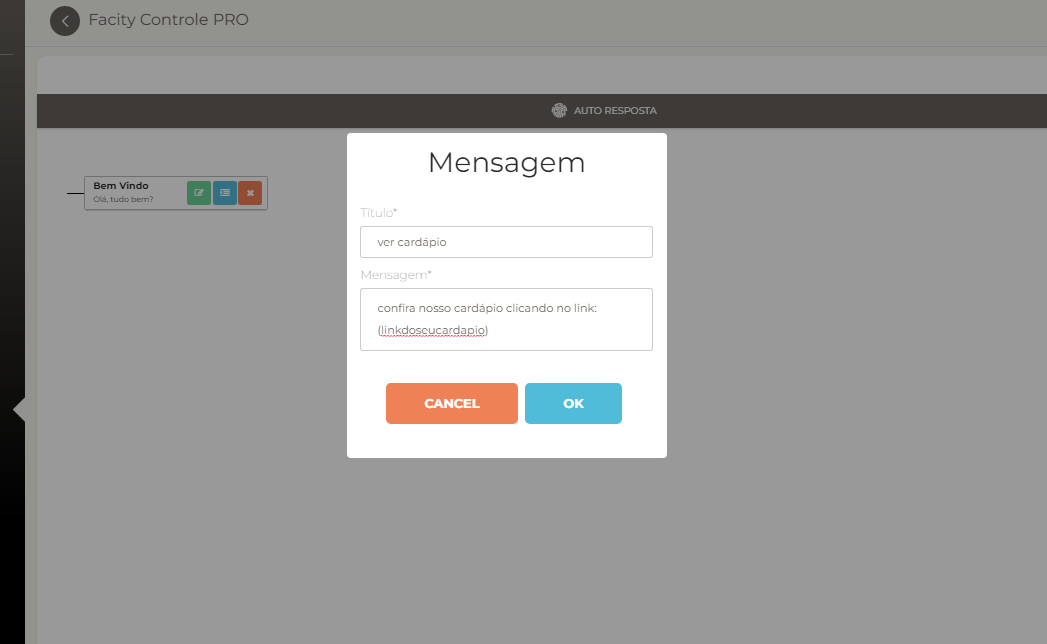 Facity Controle PRO
AUTO RESPOSTA
Bem Vindo
Olá, tudo bem?
Mensagem
Título*
ver cardápio
Mensagem*
confira nosso cardápio clicando no link:
(linkdoseucardapio)
CANCEL OK